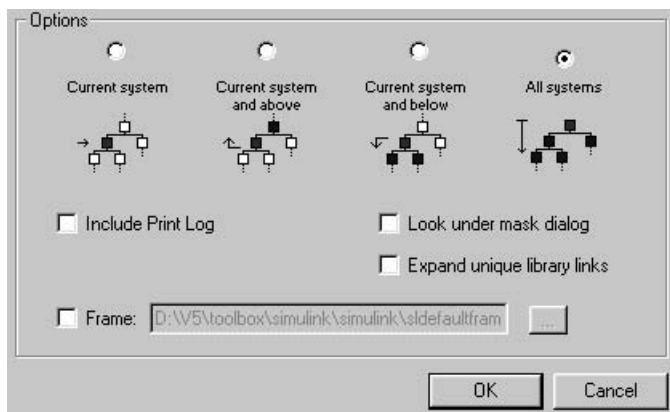 Options
Current system
Current system and above
Current system and below
All systems
Include Print Log
Look under mask dialog
Expand unique library links
Frame:
D:\V5\toolbox\simulink\simulink\sldefaultfram
...
OK
Cancel